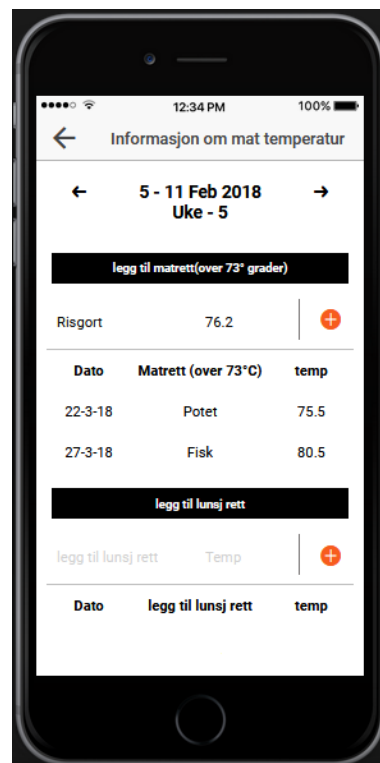 12:34 PM 100%
Informasjon om mat temperatur
5 - 11 Feb 2018
Uke - 5
legg til matrett(over 73° grader)
Risgort 76.2
Dato Matrett (over 73°C) temp
22-3-18 Potet 75.5
27-3-18 Fisk 80.5
legg til lunsj rett
legg til lunsj rett Temp
Dato legg til lunsj rett temp